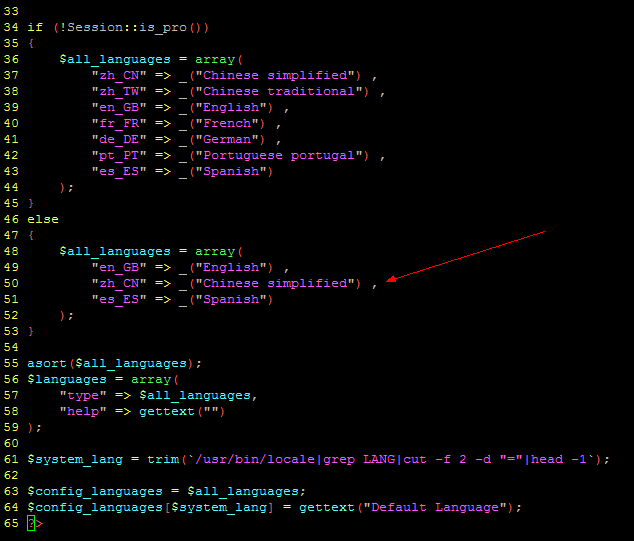 33
34 if (!Session::is_pro())
35 {
36     $all_languages = array(
37         "zh_CN" => _("Chinese simplified") ,
38         "zh_TW" => _("Chinese traditional") ,
39         "en_GB" => _("English") ,
40         "fr_FR" => _("French") ,
41         "de_DE" => _("German") ,
42         "pt_PT" => _("Portuguese portugal") ,
43         "es_ES" => _("Spanish")
44     );
45 }
46 else
47 {
48     $all_languages = array(
49         "en_GB" => _("English") ,
50         "zh_CN" => _("Chinese simplified") ,
51         "es_ES" => _("Spanish")
52     );
53 }
54
55 asort($all_languages);
56 $languages = array(
57     "type" => $all_languages,
58     "help" => gettext("")
59 );
60
61 $system_lang = trim(`/usr/bin/locale|grep LANG|cut -f 2 -d "="|head -1`);
62
63 $config_languages = $all_languages;
64 $config_languages[$system_lang] = gettext("Default Language");
65 ?>